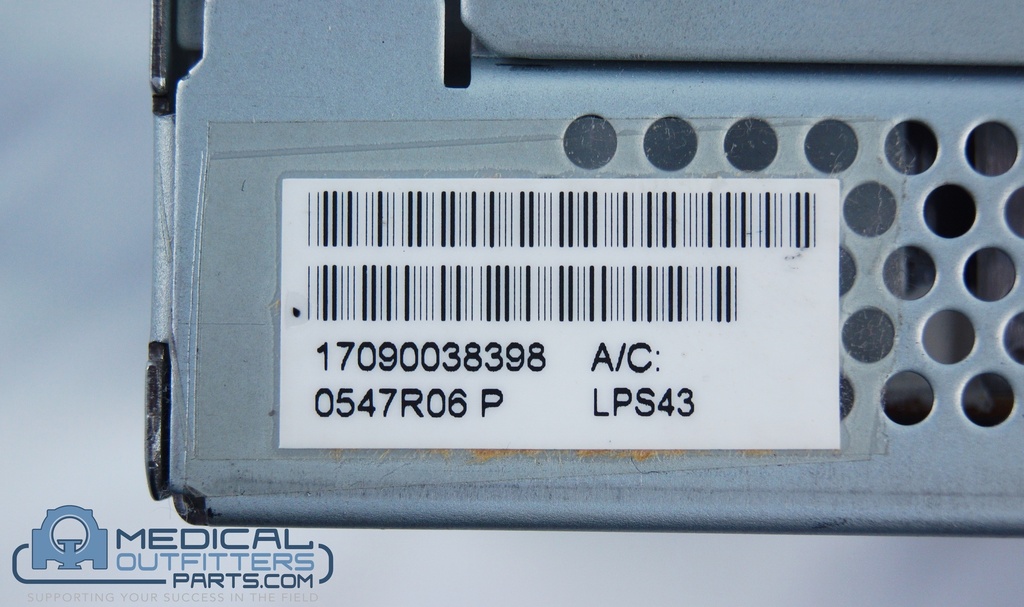 17090038398 A/C:
0547R06 P LPS43
MEDICAL
OUTFITTERS
PARTS.COM
SUPPORTING YOUR SUCCESS IN THE FIELD